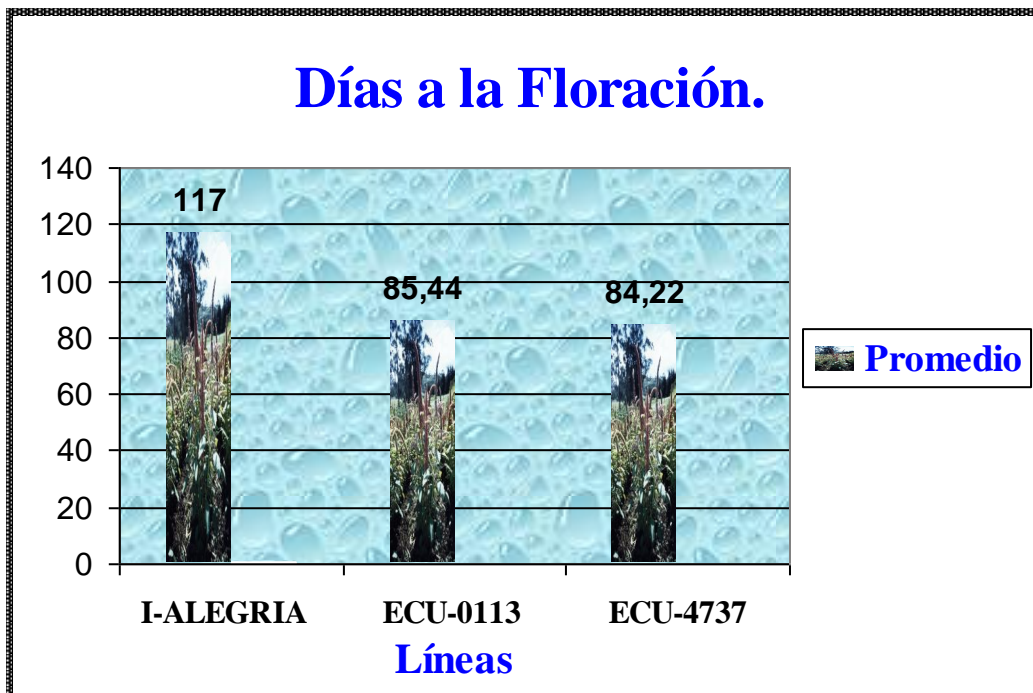 Días a la Floración.
140
120
100
80
60
40
20
0
117
85,44
84,22
I-ALEGRIA
ECU-0113
ECU-4737
Líneas
Promedio